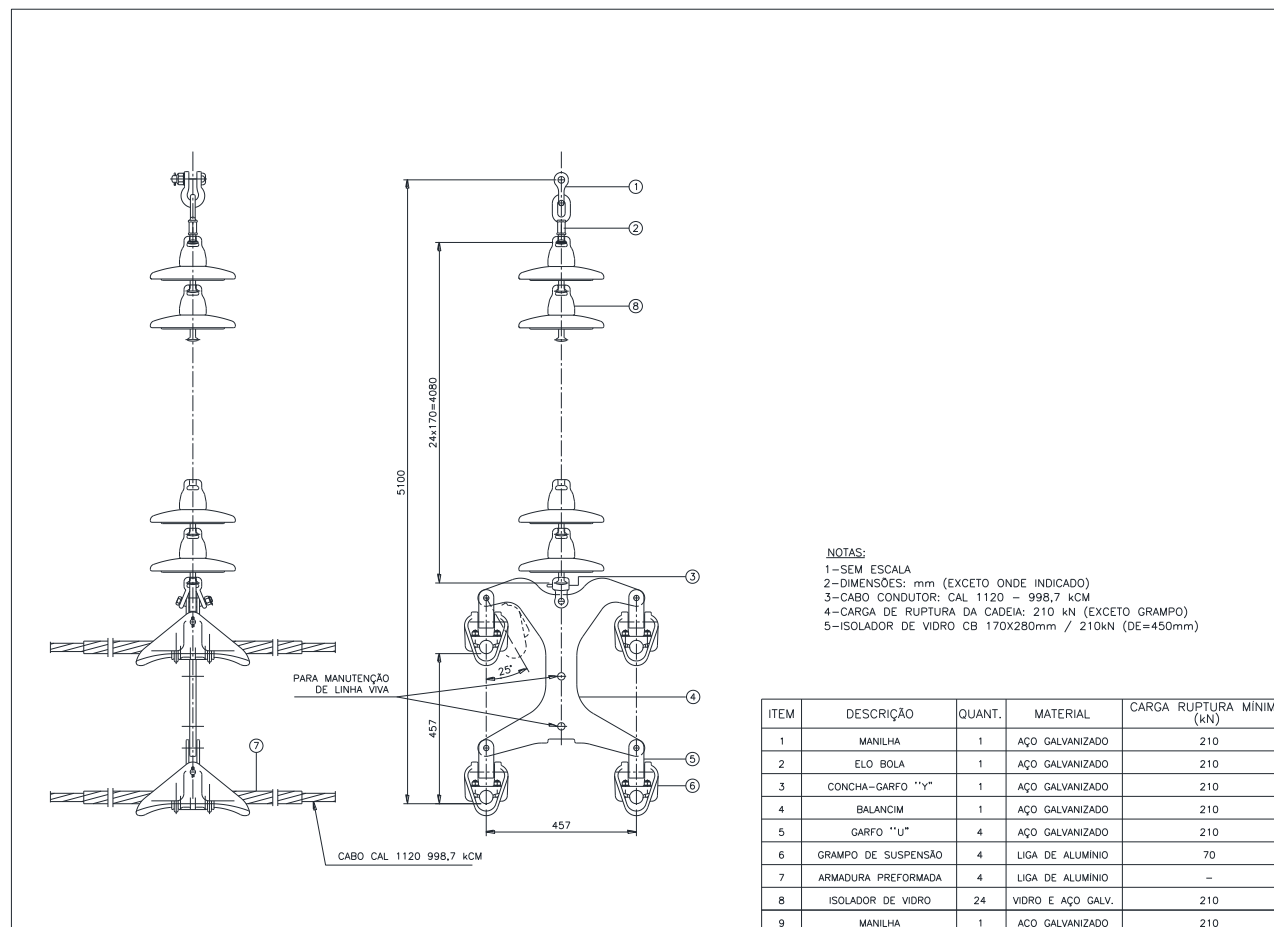 1
2
8
24x170=4080
5100
3
25°
PARA MANUTENÇÃO
DE LINHA VIVA
4
457
7
5
6
457
CABO CAL 1120 998,7 kCM
NOTAS:
1-SEM ESCALA
2-DIMENSÕES: mm (EXCETO ONDE INDICADO)
3-CABO CONDUTOR: CAL 1120 - 998,7 kCM
4-CARGA DE RUPTURA DA CADEIA: 210 kN (EXCETO GRAMPO)
5-ISOLADOR DE VIDRO CB 170X280mm / 210kN (DE=450mm)
ITEM DESCRIÇÃO QUANT. MATERIAL CARGA RUPTURA MÍNIM
(kN)
1 MANILHA 1 AÇO GALVANIZADO 210
2 ELO BOLA 1 AÇO GALVANIZADO 210
3 CONCHA-GARFO ''Y" 1 AÇO GALVANIZADO 210
4 BALANCIM 1 AÇO GALVANIZADO 210
5 GARFO ''U" 4 AÇO GALVANIZADO 210
6 GRAMPO DE SUSPENSÃO 4 LIGA DE ALUMÍNIO 70
7 ARMADURA PREFORMADA 4 LIGA DE ALUMÍNIO -
8 ISOLADOR DE VIDRO 24 VIDRO E AÇO GALV. 210
9 MANILHA 1 AÇO GALVANIZADO 210